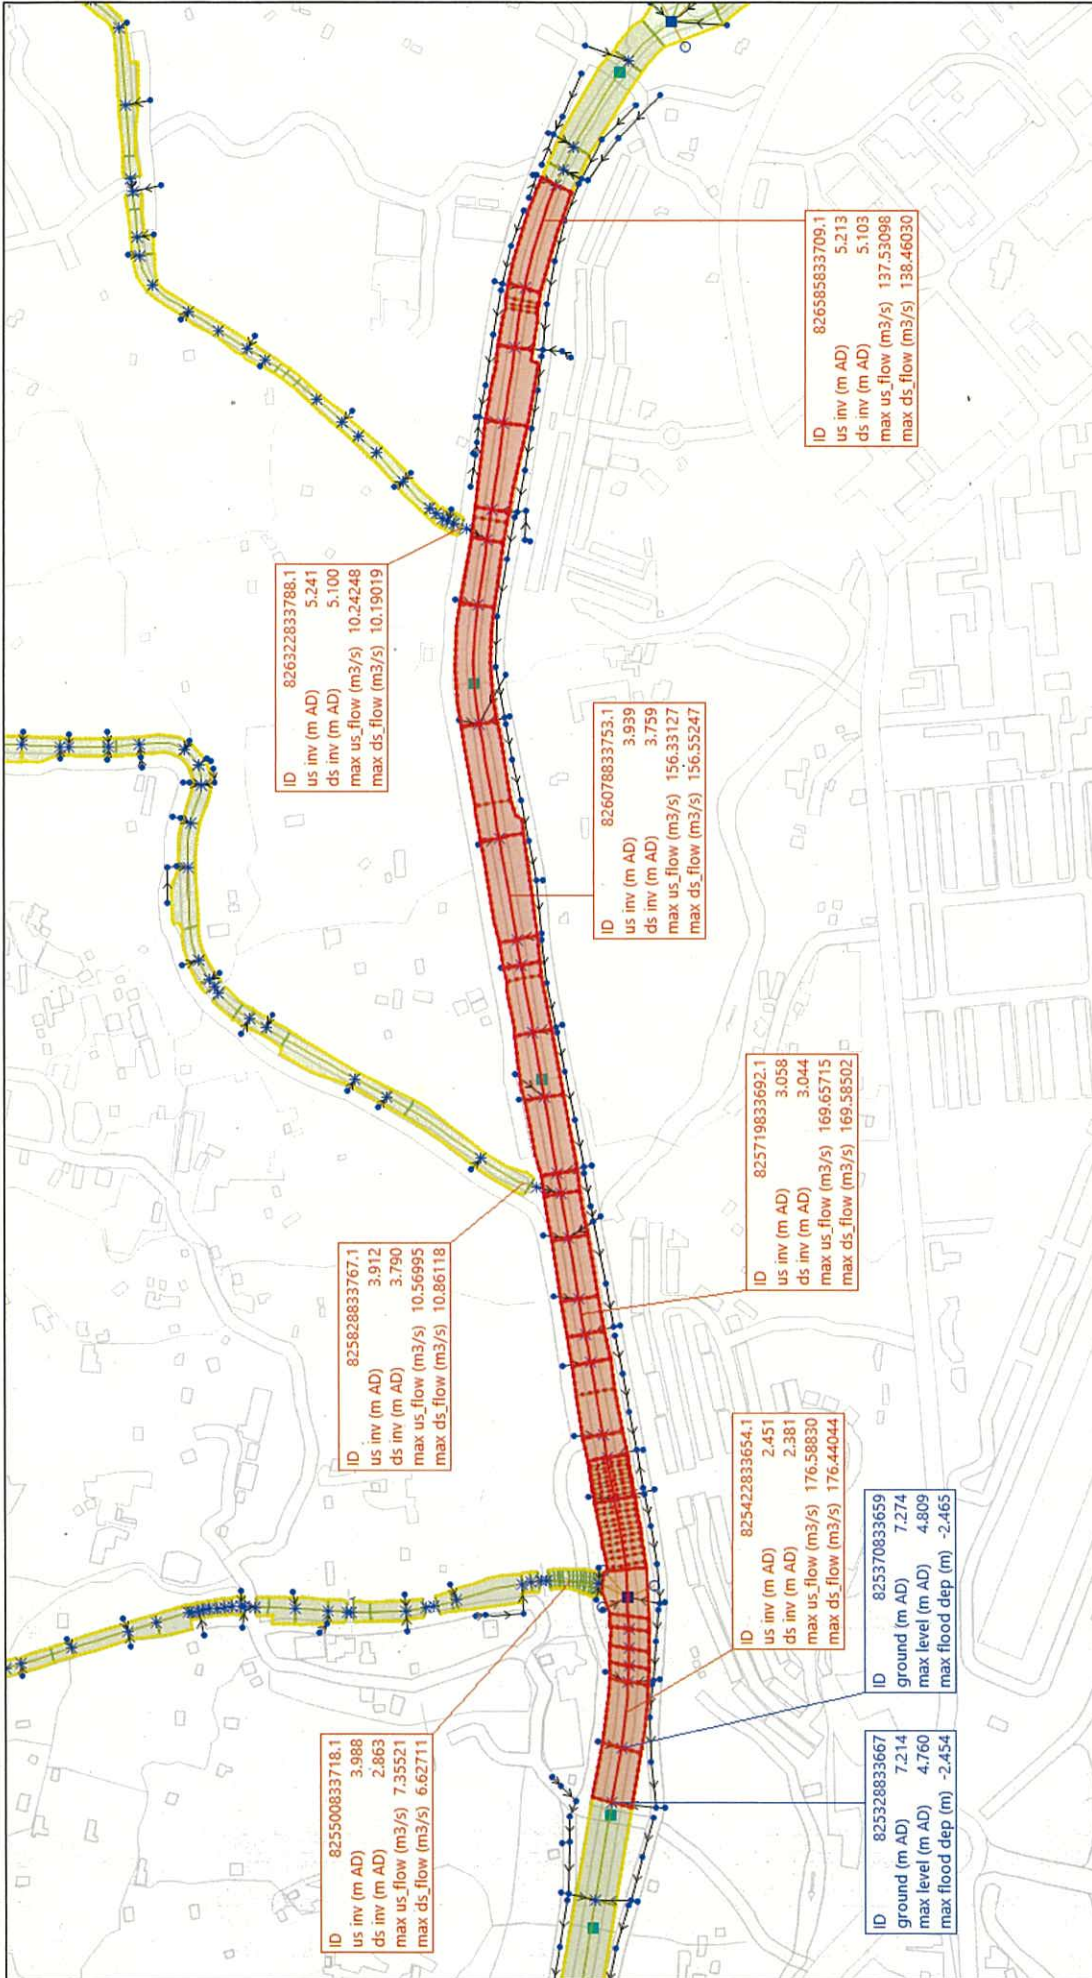 ID 826585833709.1
us inv (m AD) 5.213
ds inv (m AD) 5.103
max us_flow (m3/s) 137.53098
max ds_flow (m3/s) 138.46030
ID 826322833788.1
us inv (m AD) 5.241
ds inv (m AD) 5.100
max us_flow (m3/s) 10.24248
max ds_flow (m3/s) 10.19019
ID 826078833753.1
us inv (m AD) 3.939
ds inv (m AD) 3.759
max us_flow (m3/s) 156.33127
max ds_flow (m3/s) 156.55247
ID 825719833692.1
us inv (m AD) 3.058
ds inv (m AD) 3.044
max us_flow (m3/s) 169.65715
max ds_flow (m3/s) 169.58502
ID 825828833767.1
us inv (m AD) 3.912
ds inv (m AD) 3.790
max us_flow (m3/s) 10.56995
max ds_flow (m3/s) 10.86118
ID 825422833654.1
us inv (m AD) 2.451
ds inv (m AD) 2.381
max us_flow (m3/s) 176.58830
max ds_flow (m3/s) 176.44044
ID 825370833659
ground (m AD) 7.274
max level (m AD) 4.809
max flood dep (m) -2.465
ID 825500833718.1
us inv (m AD) 3.988
ds inv (m AD) 2.863
max us_flow (m3/s) 7.35521
max ds_flow (m3/s) 6.62711
ID 825328833667
ground (m AD) 7.214
max level (m AD) 4.760
max flood dep (m) -2.454